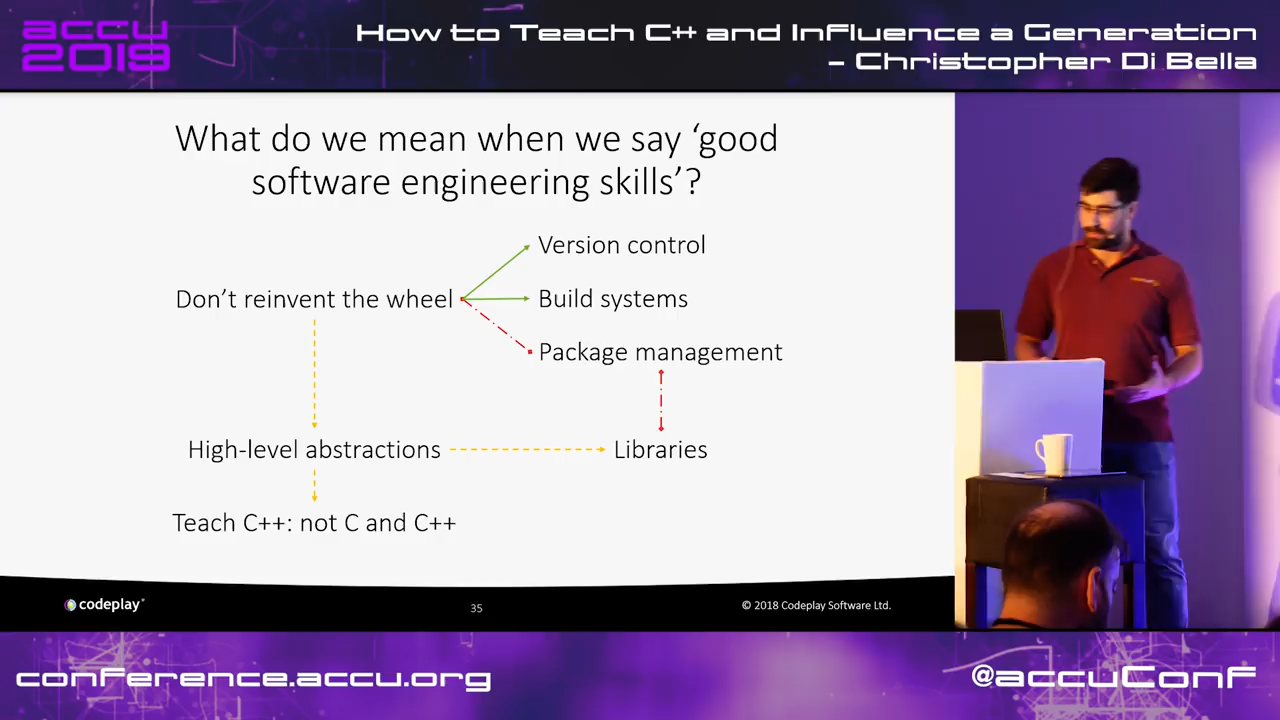 accu
2019
How to Teach C++ and Influence a Generation
– Christopher Di Bella
What do we mean when we say ‘good
software engineering skills’?
Version control
Don’t reinvent the wheel
Build systems
Package management
High-level abstractions
Libraries
Teach C++: not C and C++
codeplay*
35
© 2018 Codeplay Software Ltd.
conference.accu.org
@accuConf